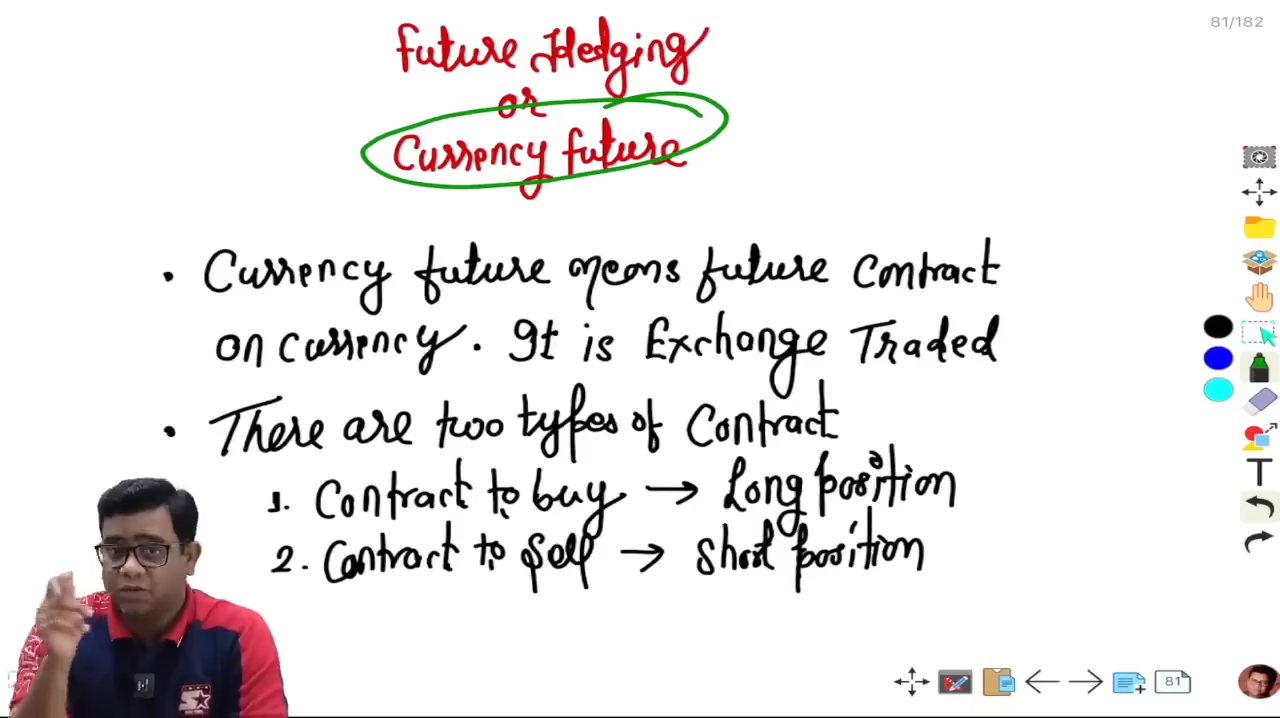 81/182
Future Hedging
or
Currency future
• Currency future means future Contract
on currency. It is Exchange Traded
• There are two types of Contract
1. Contract to buy → Long position
2. Contract to Sell → Short position
T
81